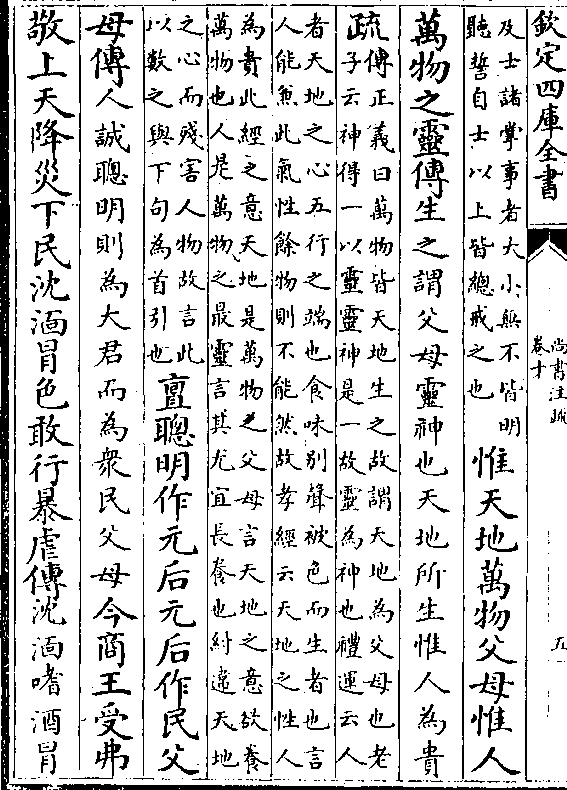 欽定四庫全書
尚書注疏
卷十
五
及士諸掌事者大小無不皆明
聽誓自士以上皆總戒之也
惟天地萬物父母惟人
萬物之靈傳生之謂父母靈神也天地所生惟人為貴
疏
傳正義曰萬物皆天地生之故謂天地為父母也老
子云神得一以靈靈神是一故靈為神也禮運云人
者天地之心五行之端也食味别聲被色而生者也言
人能兼此氣性餘物則不能然故孝經云天地之性人
為貴此經之意天地是萬物之父母言天地之意欲養
萬物也人是萬物之最靈言其尤宜長養也紂違天地
之心而殘害人物故言此
以數之與下句為首引也
亶聰明作元后元后作民父
母傳人誠聰明則為大君而為衆民父母今商王受弗
敬上天降災下民沈湎冒色敢行暴虐傳沈湎嗜酒冒